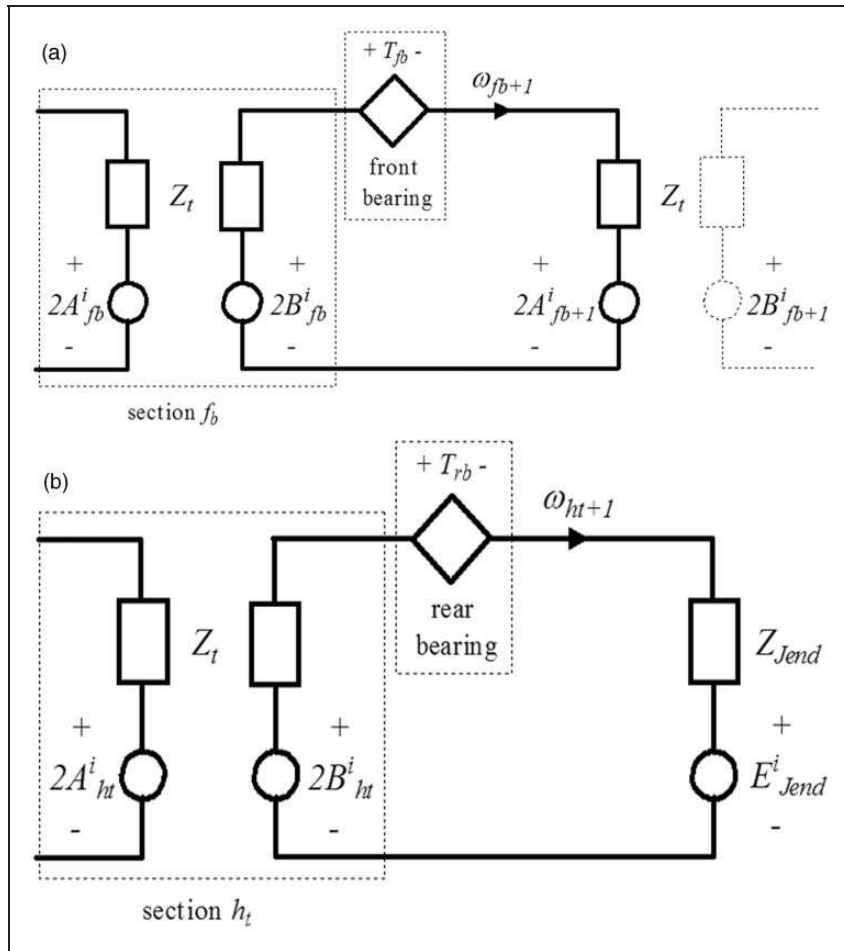 (a)
+ T_fb -
ω_fb+1
front
bearing
Z_t
Z_t
+
+
+
+
2A^i_fb
2B^i_fb
2A^i_fb+1
2B^i_fb+1
-
-
-
-
section f_b
(b)
+ T_rb -
ω_ht+1
rear
bearing
Z_t
Z_Jend
+
+
+
2A^i_ht
2B^i_ht
E^i_Jend
-
-
-
section h_t